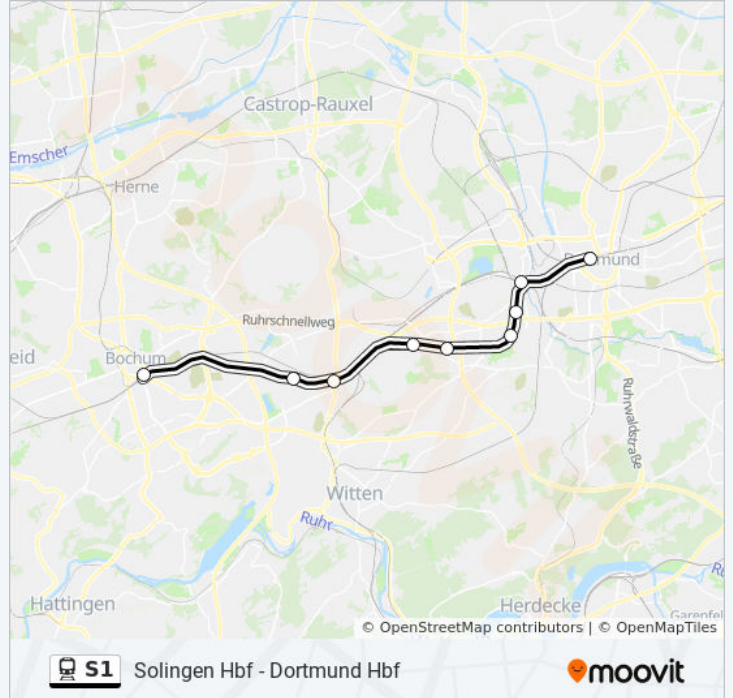 Castrop-Rauxel
Emscher
Herne
Ruhrschnellweg
eid
Bochum
Ruhrwaldstraße
Witten
Ruhr
Hattingen
Herdecke
Garenfel
© OpenStreetMap contributors | © OpenMapTiles
S1 Solingen Hbf - Dortmund Hbf
moovit